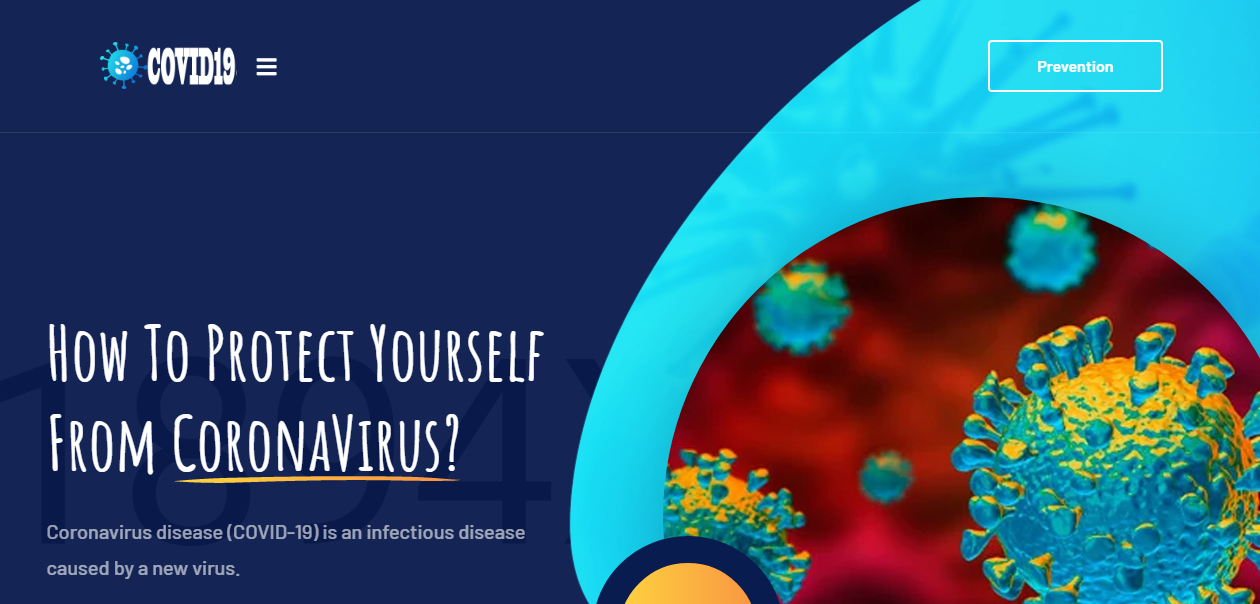 COVID19
Prevention
How To Protect Yourself
From CoronaVirus?
1894
Coronavirus disease (COVID-19) is an infectious disease
caused by a new virus.